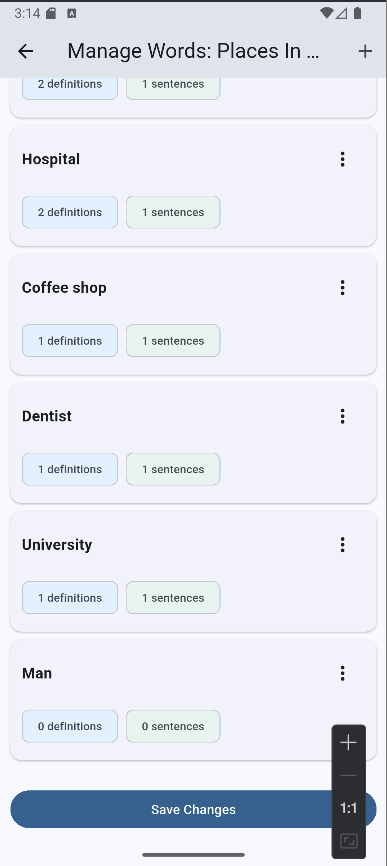 3:14 A
Manage Words: Places In ...
2 definitions 1 sentences
Hospital
2 definitions 1 sentences
Coffee shop
1 definitions 1 sentences
Dentist
1 definitions 1 sentences
University
1 definitions 1 sentences
Man
0 definitions 0 sentences
Save Changes
1:1